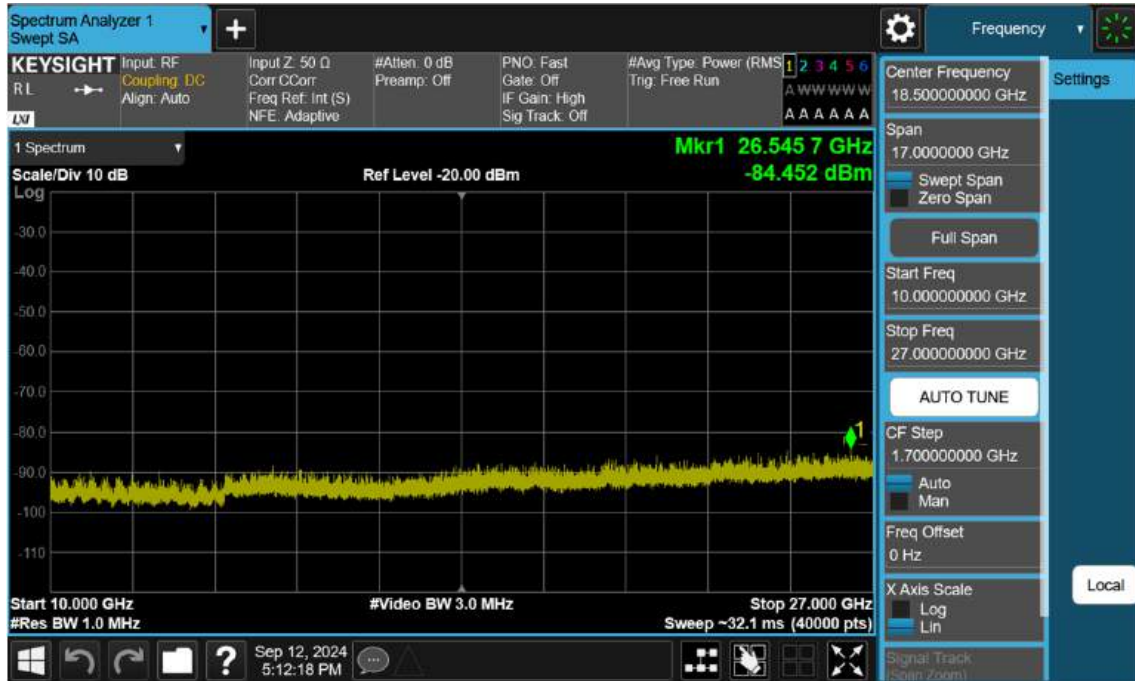 Spectrum Analyzer 1
Swept SA
+
Frequency
KEYSIGHT
RL
LXI
Input: RF
Coupling: DC
Align: Auto
Input Z: 50 Ω
Corr CCorr
Freq Ref: Int (S)
NFE: Adaptive
#Atten: 0 dB
Preamp: Off
PNO: Fast
Gate: Off
IF Gain: High
Sig Track: Off
#Avg Type: Power (RMS
Trig: Free Run
1 2 3 4 5 6
A W W W W W
A A A A A A
1 Spectrum
Scale/Div 10 dB
Ref Level -20.00 dBm
Mkr1 26.545 7 GHz
-84.452 dBm
Log
-30.0
-40.0
-50.0
-60.0
-70.0
-80.0
-90.0
-100
-110
1
Start 10.000 GHz
#Video BW 3.0 MHz
Stop 27.000 GHz
#Res BW 1.0 MHz
Sweep ~32.1 ms (40000 pts)
?
Sep 12, 2024
5:12:18 PM
Center Frequency
18.500000000 GHz
Span
17.0000000 GHz
Swept Span
Zero Span
Full Span
Start Freq
10.000000000 GHz
Stop Freq
27.000000000 GHz
AUTO TUNE
CF Step
1.700000000 GHz
Auto
Man
Freq Offset
0 Hz
X Axis Scale
Log
Lin
Signal Track
(Span Zoom)
Settings
Local